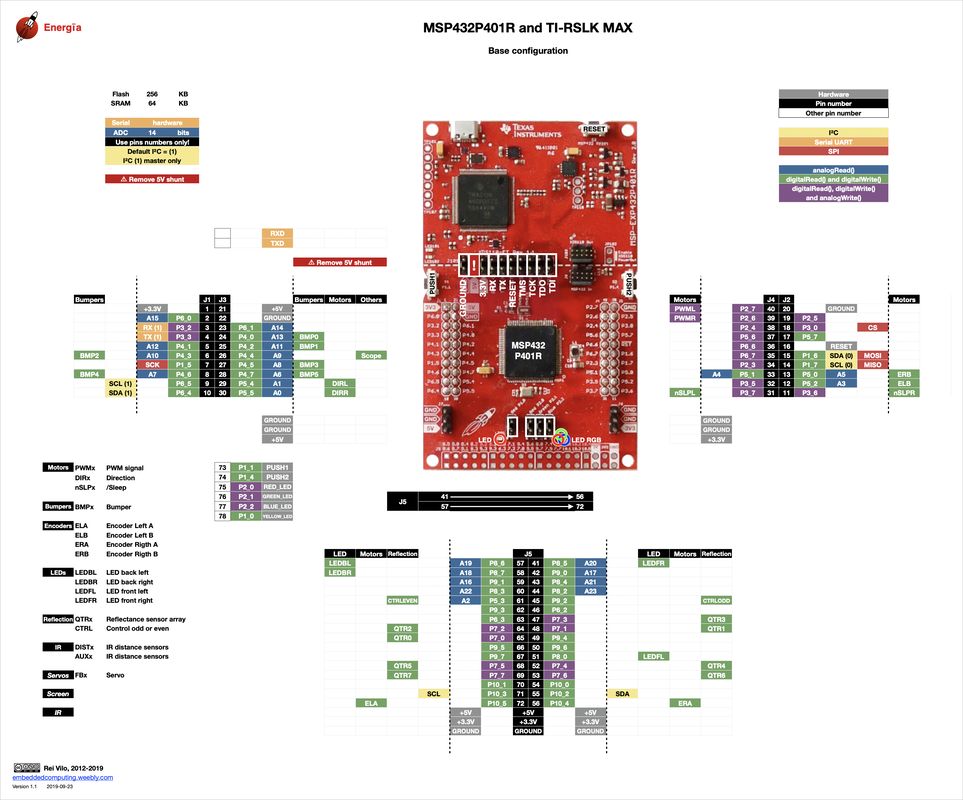 Energia
MSP432P401R and TI-RSLK MAX
Base configuration
Flash 256 KB
SRAM 64 KB
Serial hardware
ADC 14 bits
Use pins numbers only!
Default I²C = (1)
I²C (1) master only
⚠ Remove 5V shunt
Hardware
Pin number
Other pin number
I²C
Serial UART
SPI
analogRead()
digitalRead() and digitalWrite()
digitalRead(), digitalWrite()
and analogWrite()
TEXAS INSTRUMENTS
RESET
MSP-EXP432P401R Rev 2.0
RXD
TXD
⚠ Remove 5V shunt
PUSH1
PUSH2
GROUND 5V 3.3V RX TX RESET TMS TCK TDO TDI
MSP432
P401R
LED
LED RGB
Bumpers J1 J3 Bumpers Motors Others
+3.3V 1 21 +5V
A15 P6_0 2 22 GROUND
RX (1) P3_2 3 23 P6_1 A14
TX (1) P3_3 4 24 P4_0 A13 BMP0
A12 P4_1 5 25 P4_2 A11 BMP1
BMP2 A10 P4_3 6 26 P4_4 A9 Scope
SCK P1_5 7 27 P4_5 A8 BMP3
BMP4 A7 P4_6 8 28 P4_7 A6 BMP5
SCL (1) P6_5 9 29 P5_4 A1 DIRL
SDA (1) P6_4 10 30 P5_5 A0 DIRR
GROUND
GROUND
+5V
Motors J4 J2 Motors
PWML P2_7 40 20 GROUND
PWMR P2_6 39 19 P2_5
P2_4 38 18 P3_0 CS
P5_6 37 17 P5_7
P6_6 36 16 RESET
P6_7 35 15 P1_6 SDA (0) MOSI
P2_3 34 14 P1_7 SCL (0) MISO
A4 P5_1 33 13 P5_0 A5 ERB
P3_5 32 12 P5_2 A3 ELB
nSLPL P3_7 31 11 P3_6 nSLPR
GROUND
GROUND
+3.3V
73 P1_1 PUSH1
74 P1_4 PUSH2
75 P2_0 RED_LED
76 P2_1 GREEN_LED
77 P2_2 BLUE_LED
78 P1_0 YELLOW_LED
Motors PWMx PWM signal
DIRx Direction
nSLPx /Sleep
Bumpers BMPx Bumper
Encoders ELA Encoder Left A
ELB Encoder Left B
ERA Encoder Rigth A
ERB Encoder Rigth B
LEDs LEDBL LED back left
LEDBR LED back right
LEDFL LED front left
LEDFR LED front right
Reflection QTRx Reflectance sensor array
CTRL Control odd or even
IR DISTx IR distance sensors
AUXx IR distance sensors
Servos FBx Servo
Screen
IR
J5 41 56
57 72
LED Motors Reflection J5 LED Motors Reflection
LEDBL A19 P8_6 57 41 P8_5 A20 LEDFR
LEDBR A18 P8_7 58 42 P9_0 A17
A16 P9_1 59 43 P8_4 A21
A22 P8_3 60 44 P8_2 A23
CTRLEVEN A2 P5_3 61 45 P9_2 CTRLODD
P9_3 62 46 P6_2
P6_3 63 47 P7_3 QTR3
QTR2 P7_2 64 48 P7_1 QTR1
QTR0 P7_0 65 49 P9_4
P9_5 66 50 P9_6
P9_7 67 51 P8_0 LEDFL
QTR5 P7_5 68 52 P7_4 QTR4
QTR7 P7_7 69 53 P7_6 QTR6
P10_1 70 54 P10_0
SCL P10_3 71 55 P10_2 SDA
ELA P10_5 72 56 P10_4 ERA
+5V +5V +5V
+3.3V +3.3V +3.3V
GROUND GROUND GROUND
Rei Vilo, 2012-2019
embeddedcomputing.weebly.com
Version 1.1 2019-09-23